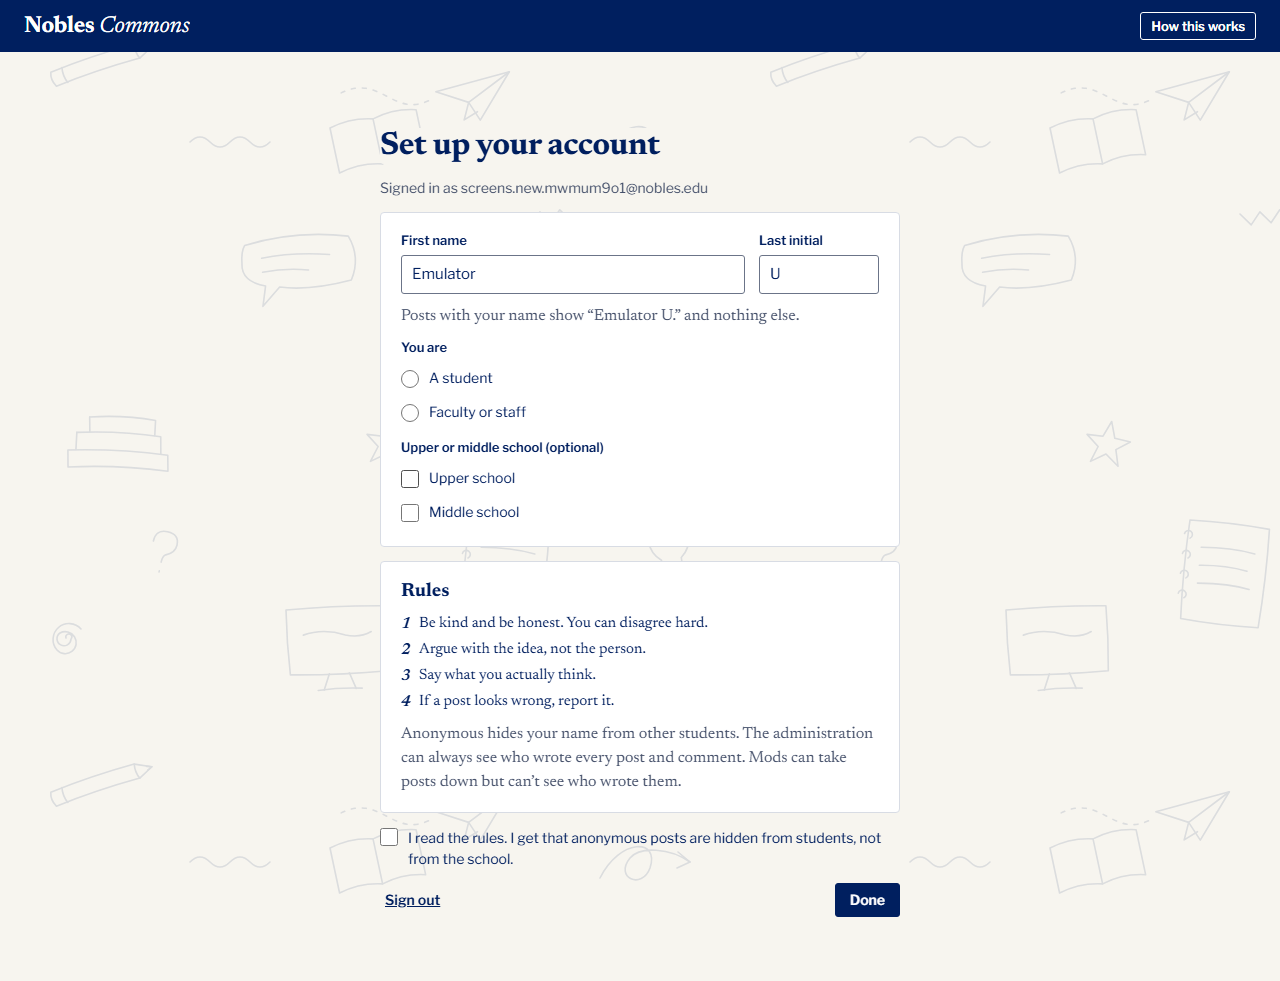 Nobles Commons
How this works
Set up your account
Signed in as screens.new.mwmum9o1@nobles.edu
First name
Last initial
Emulator
U
Posts with your name show “Emulator U.” and nothing else.
You are
A student
Faculty or staff
Upper or middle school (optional)
Upper school
Middle school
Rules
1 Be kind and be honest. You can disagree hard.
2 Argue with the idea, not the person.
3 Say what you actually think.
4 If a post looks wrong, report it.
Anonymous hides your name from other students. The administration
can always see who wrote every post and comment. Mods can take
posts down but can’t see who wrote them.
I read the rules. I get that anonymous posts are hidden from students, not
from the school.
Sign out
Done